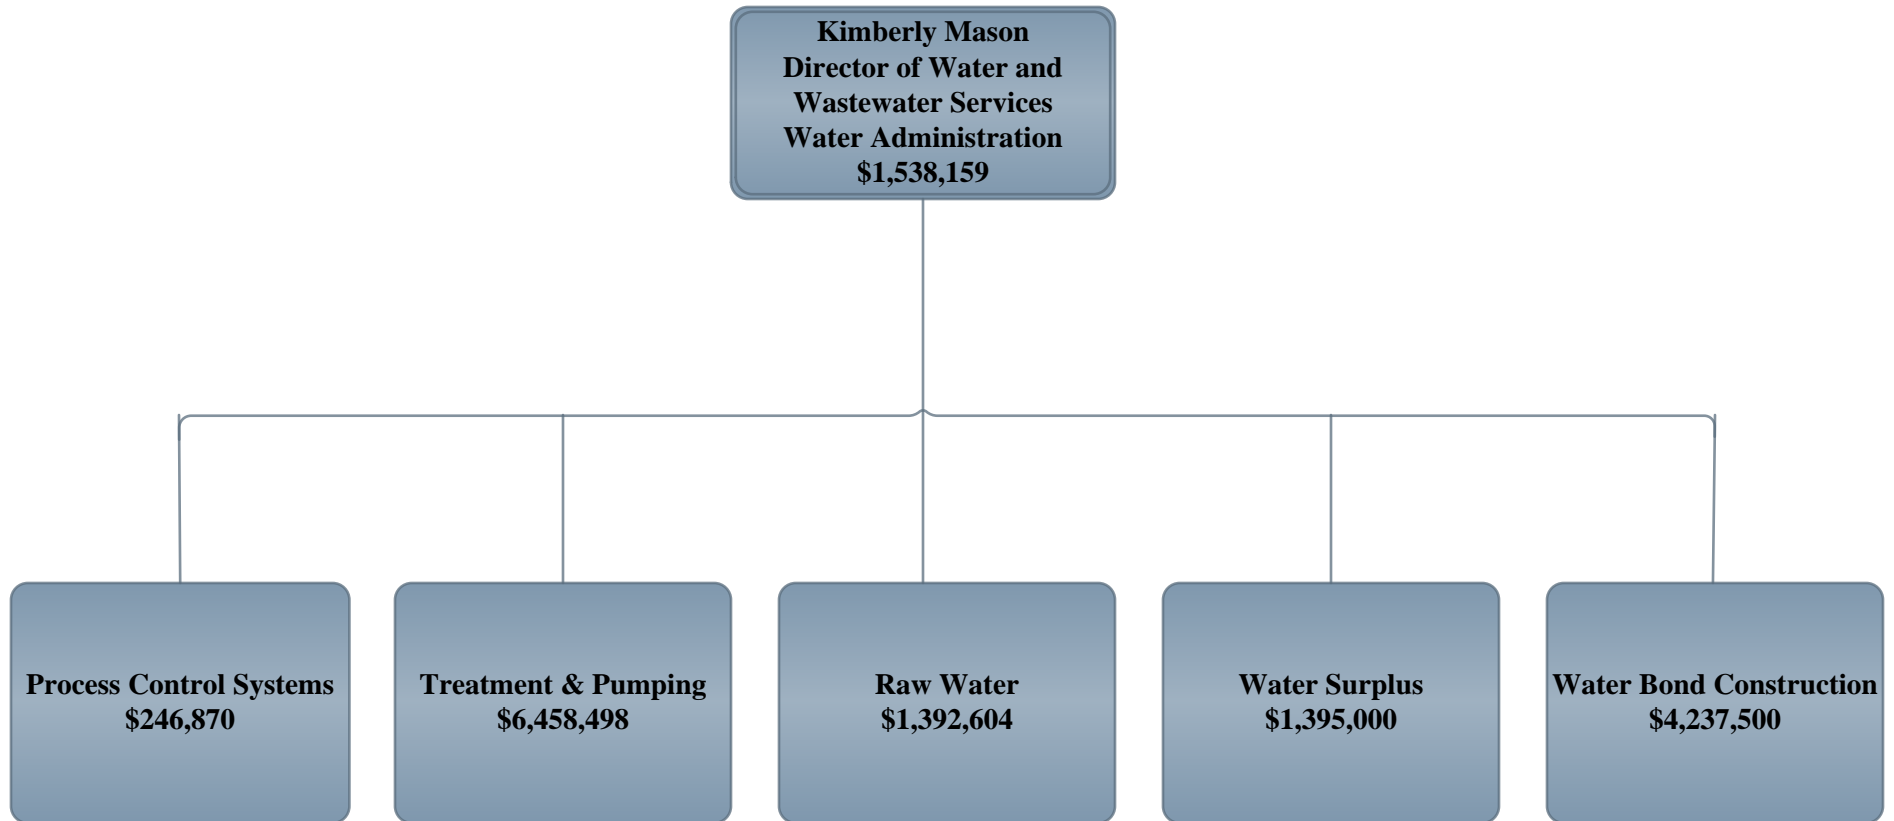 Kimberly Mason
Director of Water and
Wastewater Services
Water Administration
$1,538,159
Process Control Systems
$246,870
Treatment & Pumping
$6,458,498
Raw Water
$1,392,604
Water Surplus
$1,395,000
Water Bond Construction
$4,237,500